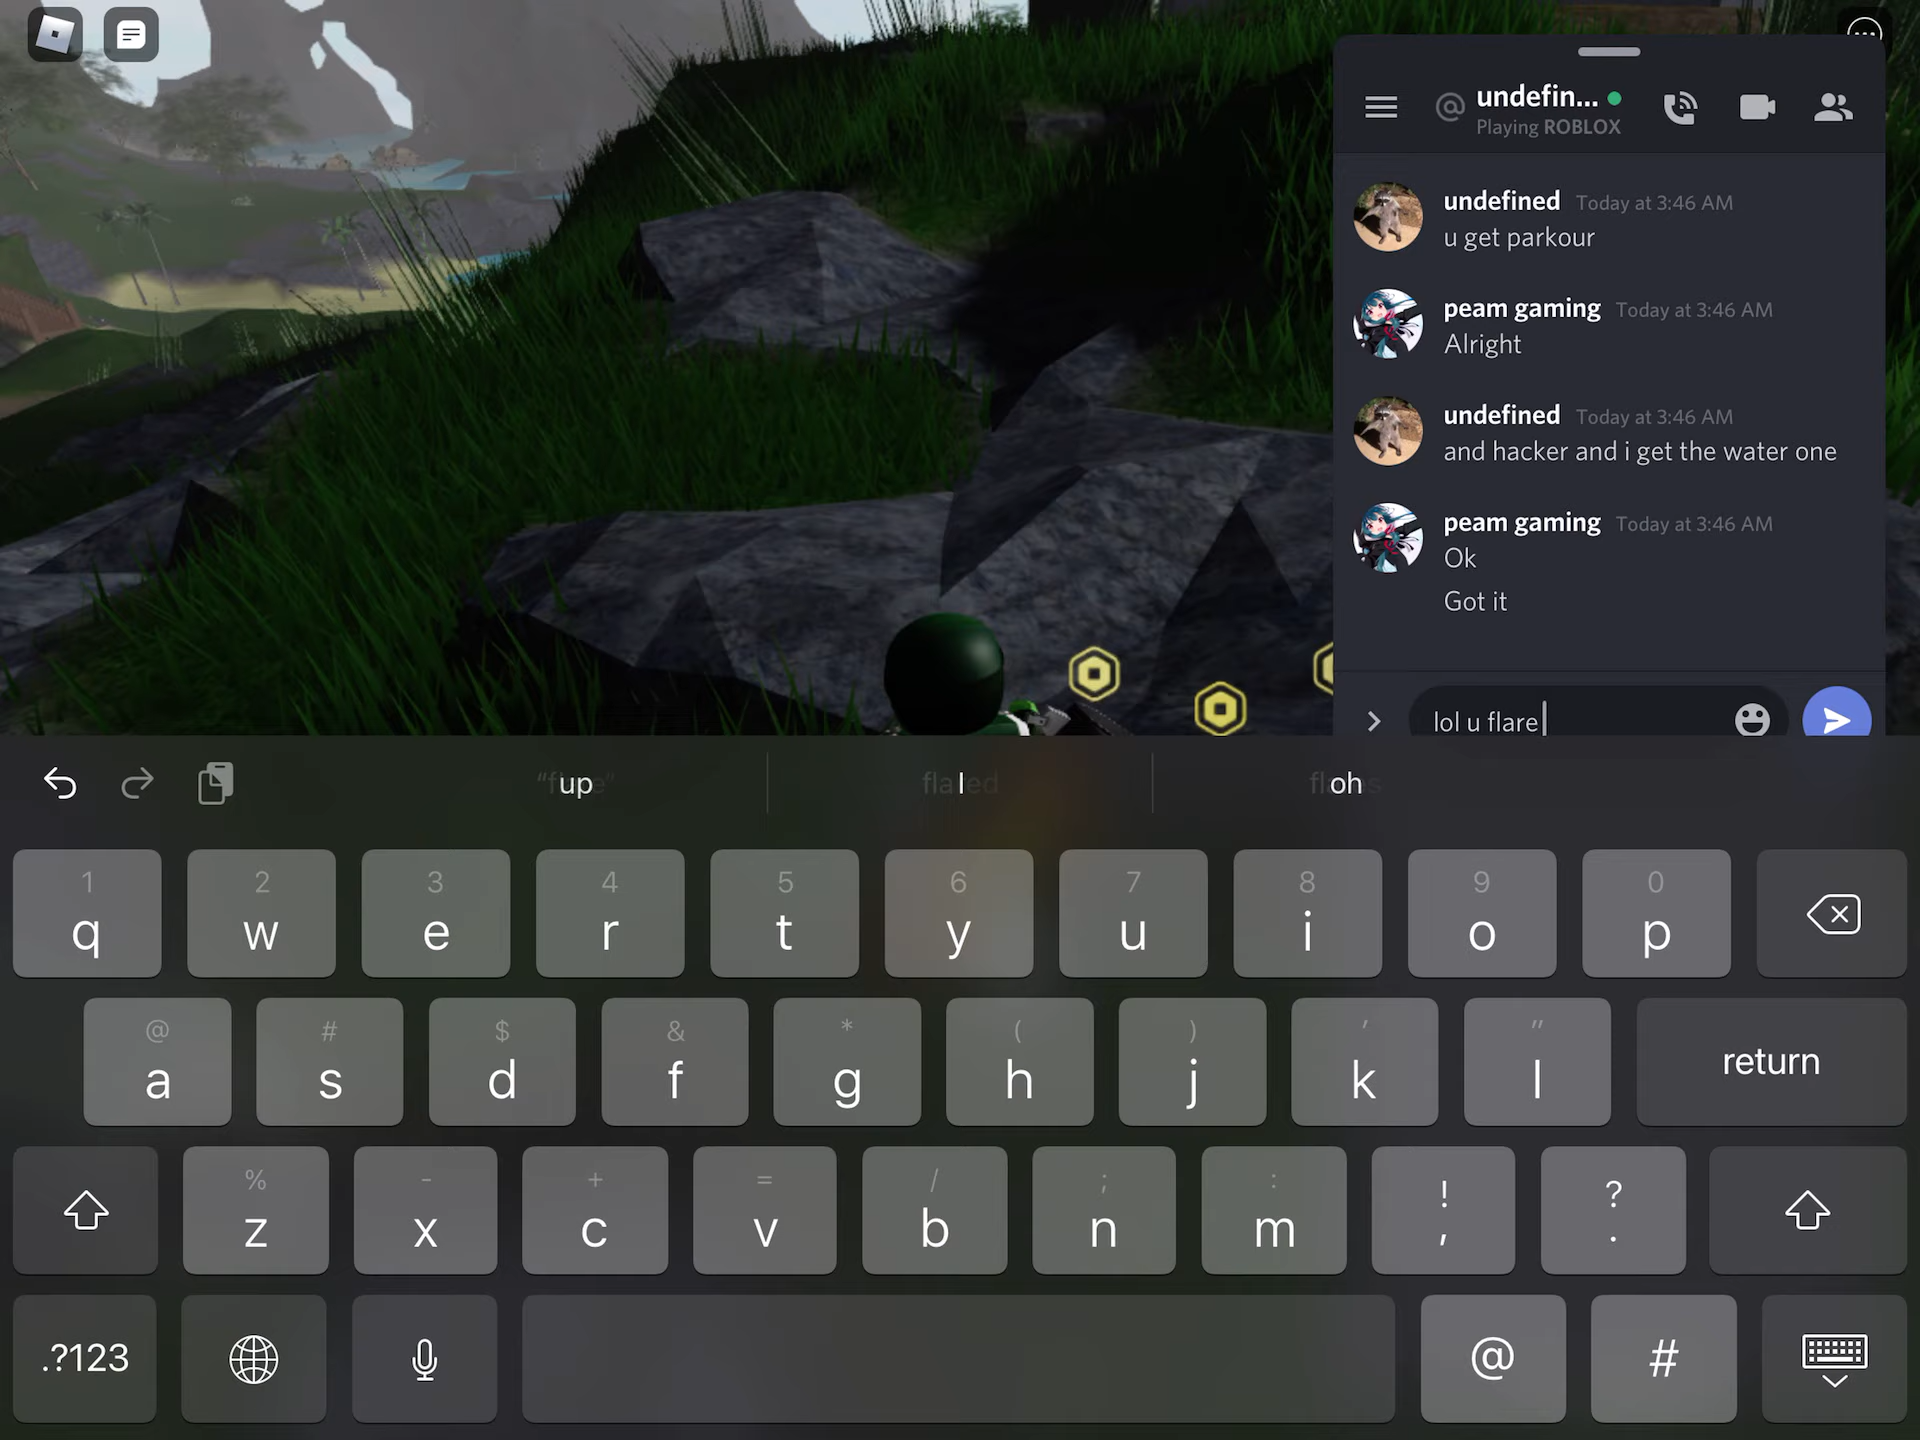 @ undefin...
Playing ROBLOX
undefined Today at 3:46 AM
u get parkour
peam gaming Today at 3:46 AM
Alright
undefined Today at 3:46 AM
and hacker and i get the water one
peam gaming Today at 3:46 AM
Ok
Got it
lol u flare
up I oh
1 2 3 4 5 6 7 8 9 0
q w e r t y u i o p
@ # $ & * ( ) ' "
a s d f g h j k l return
% - + = / ; : ! ?
z x c v b n m , .
.?123 @ #